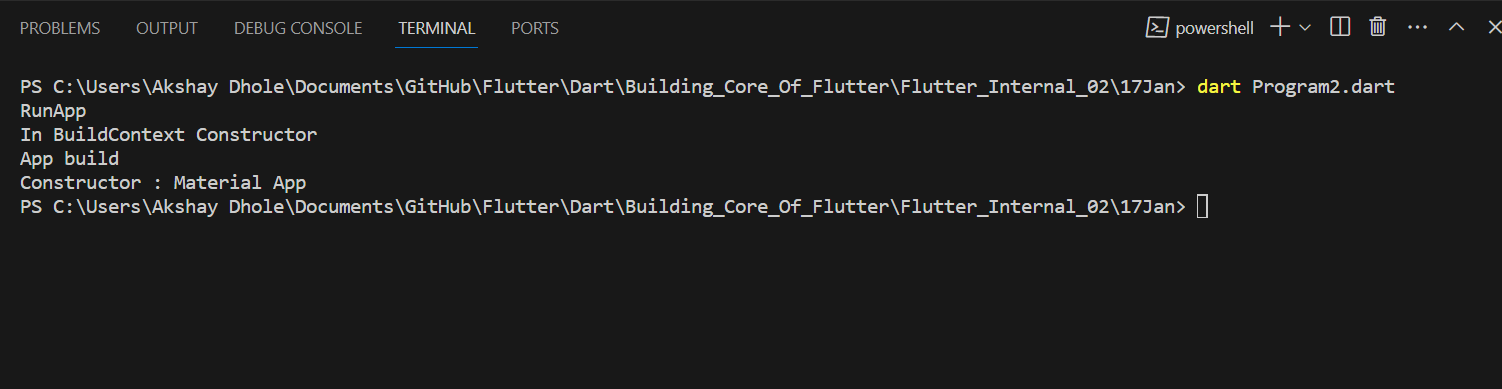 PROBLEMS OUTPUT DEBUG CONSOLE TERMINAL PORTS powershell
PS C:\Users\Akshay Dhole\Documents\GitHub\Flutter\Dart\Building_Core_Of_Flutter\Flutter_Internal_02\17Jan> dart Program2.dart
RunApp
In BuildContext Constructor
App build
Constructor : Material App
PS C:\Users\Akshay Dhole\Documents\GitHub\Flutter\Dart\Building_Core_Of_Flutter\Flutter_Internal_02\17Jan>